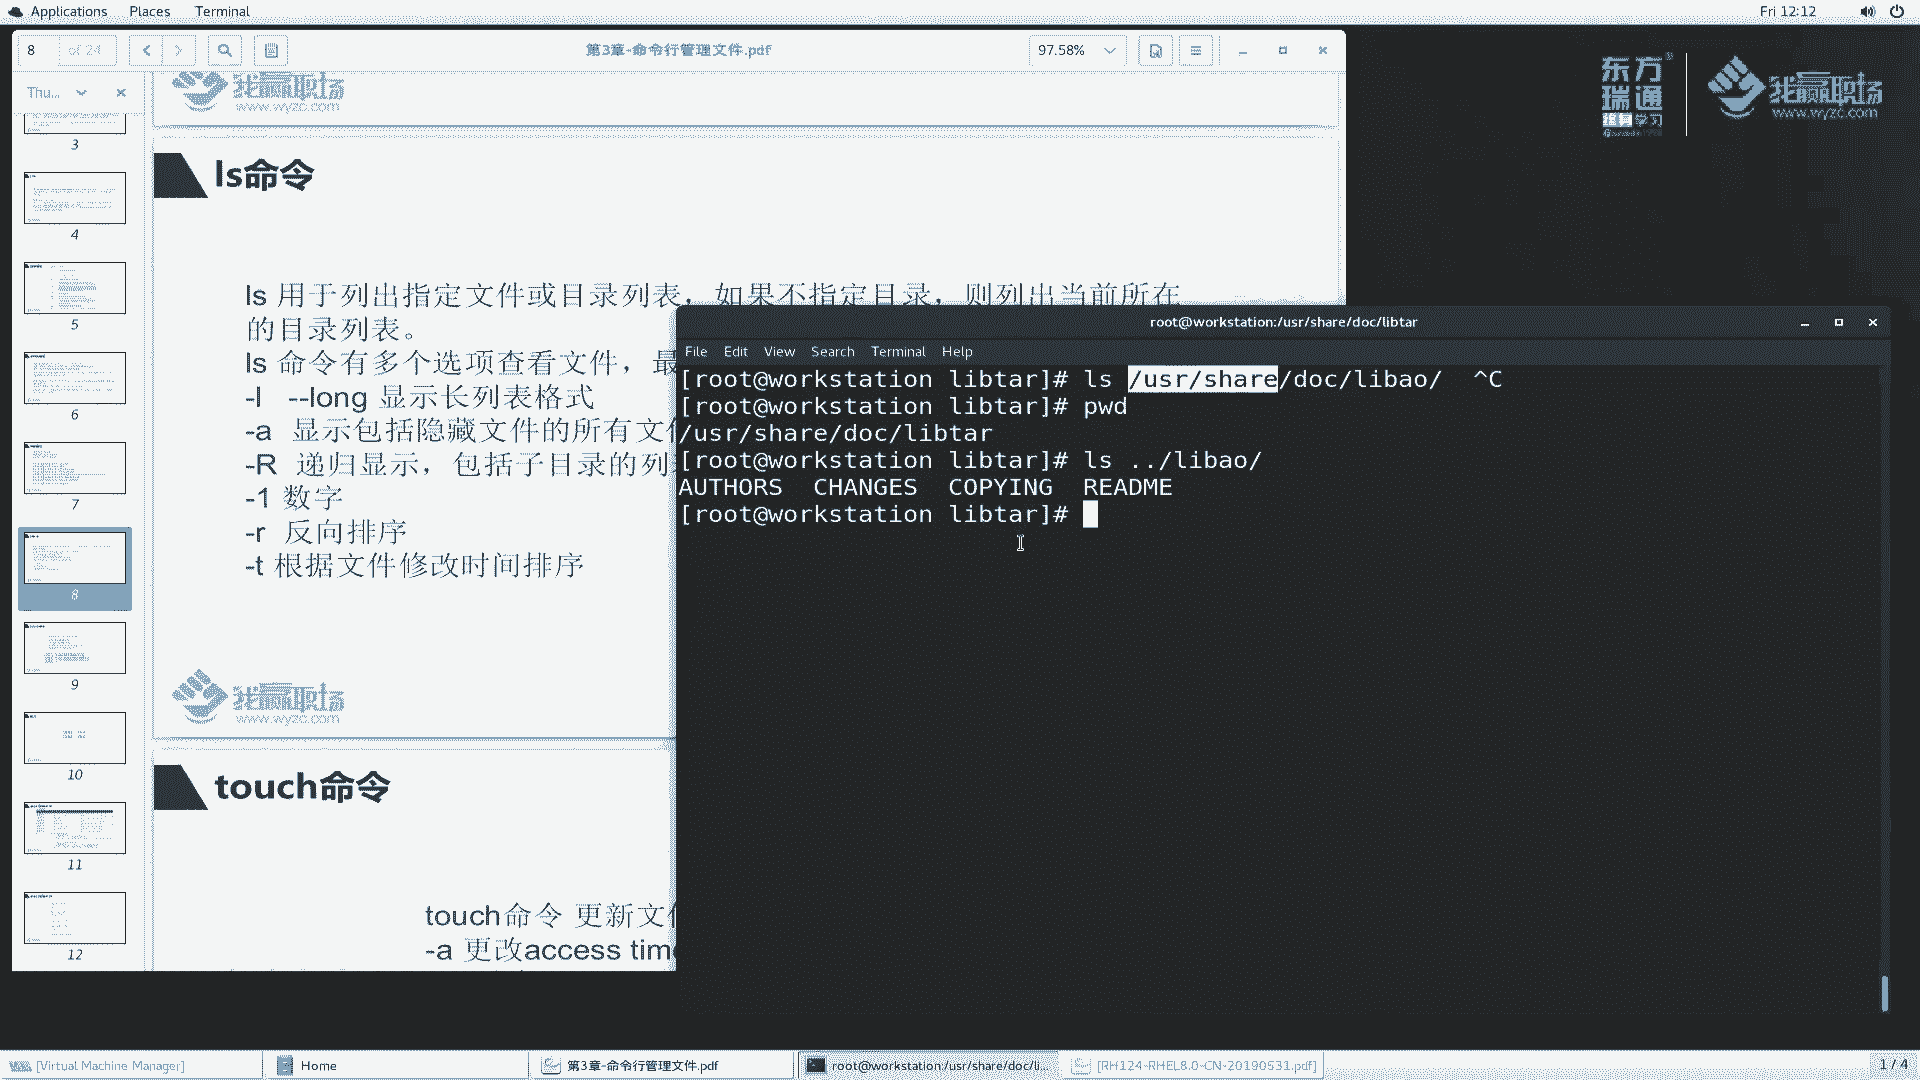 Applications Places Terminal Fri 12:12
8 of 24 第3章-命令行管理文件.pdf 97.58%
Thu...
3
4
5
6
7
8
9
10
11
12
我赢职场
www.wyzc.com
ls命令
ls 用于列出指定文件或目录列表，如果不指定目录，则列出当前所在
的目录列表。
ls 命令有多个选项查看文件，最
-l --long 显示长列表格式
-a 显示包括隐藏文件的所有文件
-R 递归显示，包括子目录的列
-1 数字
-r 反向排序
-t 根据文件修改时间排序
我赢职场
www.wyzc.com
touch命令
touch命令 更新文件
-a 更改access time
东方
瑞通
终身学习
我赢职场
www.wyzc.com
root@workstation:/usr/share/doc/libtar
File Edit View Search Terminal Help
[root@workstation libtar]# ls /usr/share/doc/libao/ ^C
[root@workstation libtar]# pwd
/usr/share/doc/libtar
[root@workstation libtar]# ls ../libao/
AUTHORS CHANGES COPYING README
[root@workstation libtar]#
[Virtual Machine Manager] Home 第3章-命令行管理文件.pdf root@workstation:/usr/share/doc/li... [RH124-RHEL8.0-CN-20190531.pdf] 1 / 4